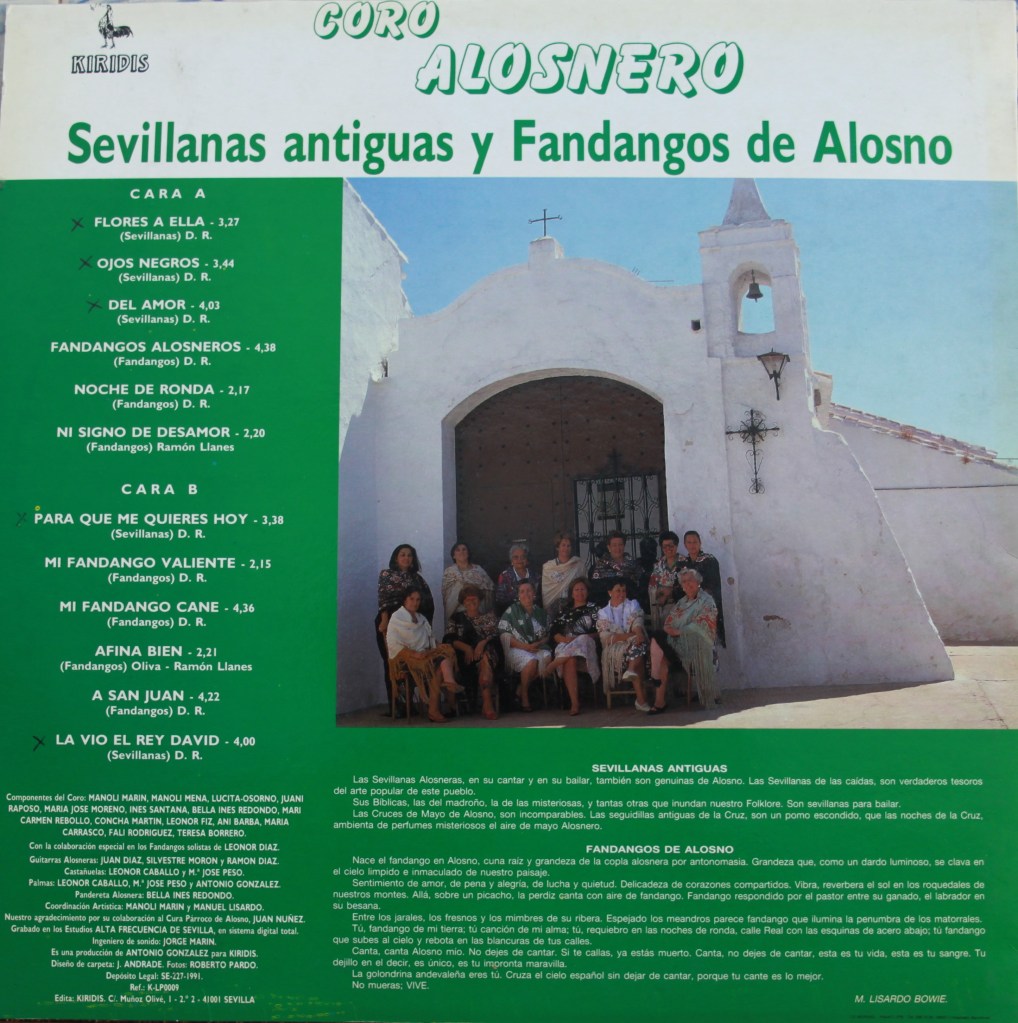 KIRIDIS
CORO
ALOSNERO
Sevillanas antiguas y Fandangos de Alosno
CARA A
FLORES A ELLA - 3,27
(Sevillanas) D. R.
OJOS NEGROS - 3,44
(Sevillanas) D. R.
DEL AMOR - 4,03
(Sevillanas) D. R.
FANDANGOS ALOSNEROS - 4,38
(Fandangos) D. R.
NOCHE DE RONDA - 2,17
(Fandangos) D. R.
NI SIGNO DE DESAMOR - 2,20
(Fandangos) Ramón Llanes
CARA B
PARA QUE ME QUIERES HOY - 3,38
(Sevillanas) D. R.
MI FANDANGO VALIENTE - 2,15
(Fandangos) D. R.
MI FANDANGO CANE - 4,36
(Fandangos) D. R.
AFINA BIEN - 2,21
(Fandangos) Oliva - Ramón Llanes
A SAN JUAN - 4,22
(Fandangos) D. R.
LA VIO EL REY DAVID - 4,00
(Sevillanas) D. R.
Componentes del Coro: MANOLI MARIN, MANOLI MENA, LUCITA-OSORNO, JUANI
RAPOSO, MARIA JOSE MORENO, INES SANTANA, BELLA INES REDONDO, MARI
CARMEN REBOLLO, CONCHA MARTIN, LEONOR FIZ, ANI BARBA, MARIA
CARRASCO, FALI RODRIGUEZ, TERESA BORRERO.
Con la colaboración especial en los Fandangos solistas de LEONOR DIAZ.
Guitarras Alosneras: JUAN DIAZ, SILVESTRE MORON y RAMON DIAZ.
Castañuelas: LEONOR CABALLO y M.ª JOSE PESO.
Palmas: LEONOR CABALLO, M.ª JOSE PESO y ANTONIO GONZALEZ.
Pandereta Alosnera: BELLA INES REDONDO.
Coordinación Artística: MANOLI MARIN y MANUEL LISARDO.
Nuestro agradecimiento por su colaboración al Cura Párroco de Alosno, JUAN NUÑEZ.
Grabado en los Estudios ALTA FRECUENCIA DE SEVILLA, en sistema digital total.
Ingeniero de sonido: JORGE MARIN.
Es una producción de ANTONIO GONZALEZ para KIRIDIS.
Diseño de carpeta: J. ANDRADE. Fotos: ROBERTO PARDO.
Depósito Legal: SE-227-1991.
Ref.: K-LP0009
Edita: KIRIDIS. C/. Muñoz Olivé, 1 - 2.º 2 - 41001 SEVILLA
SEVILLANAS ANTIGUAS
Las Sevillanas Alosneras, en su cantar y en su bailar, también son genuinas de Alosno. Las Sevillanas de las caídas, son verdaderos tesoros
del arte popular de este pueblo.
Sus Bíblicas, las del madroño, la de las misteriosas, y tantas otras que inundan nuestro Folklore. Son sevillanas para bailar.
Las Cruces de Mayo de Alosno, son incomparables. Las seguidillas antiguas de la Cruz, son un pomo escondido, que las noches de la Cruz,
ambienta de perfumes misteriosos el aire de mayo Alosnero.
FANDANGOS DE ALOSNO
Nace el fandango en Alosno, cuna raíz y grandeza de la copla alosnera por antonomasia. Grandeza que, como un dardo luminoso, se clava en
el cielo limpido e inmaculado de nuestro paisaje.
Sentimiento de amor, de pena y alegría, de lucha y quietud. Delicadeza de corazones compartidos. Vibra, reverbera el sol en los roquedales de
nuestros montes. Allá, sobre un picacho, la perdiz canta con aire de fandango. Fandango respondido por el pastor entre su ganado, el labrador en
su besana.
Entre los jarales, los fresnos y los mimbres de su ribera. Espejado los meandros parece fandango que ilumina la penumbra de los matorrales.
Tú, fandango de mi tierra; tú canción de mi alma; tú, requiebro en las noches de ronda, calle Real con las esquinas de acero abajo; tú fandango
que subes al cielo y rebota en las blancuras de tus calles.
Canta, canta Alosno mío. No dejes de cantar. Si te callas, ya estás muerto. Canta, no dejes de cantar, esta es tu vida, esta es tu sangre. Tu
dejillo en el decir, es único, es tu impronta maravilla.
La golondrina andevaleña eres tú. Cruza el cielo español sin dejar de cantar, porque tu cante es lo mejor.
No mueras; VIVE.
M. LISARDO BOWIE.